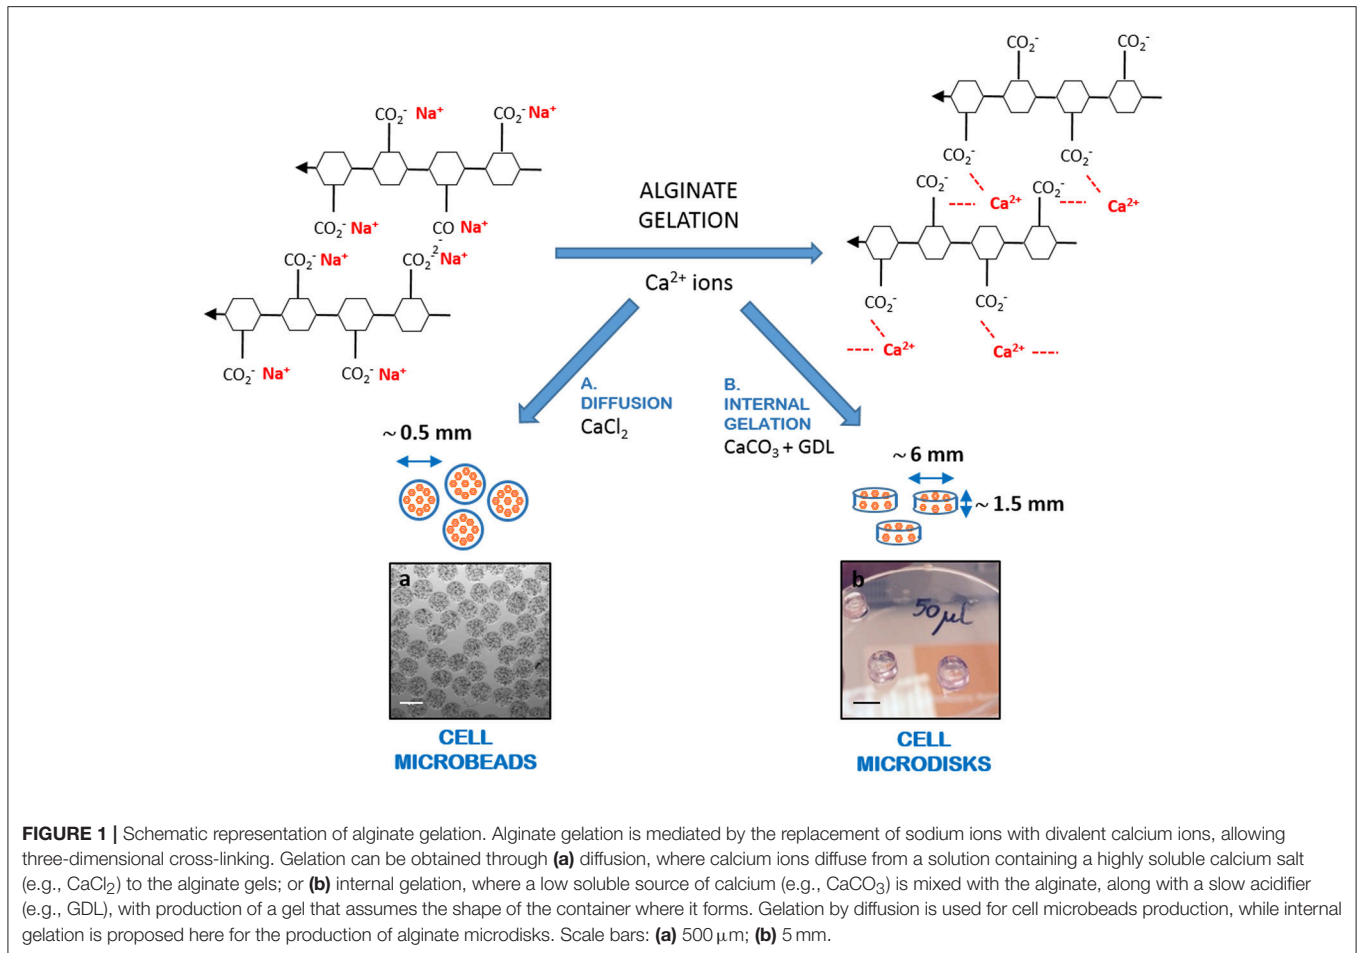 CO₂⁻ CO₂⁻
CO₂⁻ Na⁺ CO₂⁻ Na⁺
CO₂⁻ Na⁺ CO Na⁺
2-
CO₂⁻ Na⁺ CO₂ Na⁺
CO₂⁻ Na⁺ CO₂⁻ Na⁺
ALGINATE
GELATION
Ca²⁺ ions
CO₂⁻ CO₂⁻
CO₂⁻ CO₂⁻
Ca²⁺ Ca²⁺
CO₂⁻ CO₂⁻
Ca²⁺ Ca²⁺
A.
DIFFUSION
CaCl₂
B.
INTERNAL
GELATION
CaCO₃ + GDL
~ 0.5 mm
~ 6 mm
~ 1.5 mm
a
b
50 µL
CELL
MICROBEADS
CELL
MICRODISKS
FIGURE 1 | Schematic representation of alginate gelation. Alginate gelation is mediated by the replacement of sodium ions with divalent calcium ions, allowing
three-dimensional cross-linking. Gelation can be obtained through (a) diffusion, where calcium ions diffuse from a solution containing a highly soluble calcium salt
(e.g., CaCl₂) to the alginate gels; or (b) internal gelation, where a low soluble source of calcium (e.g., CaCO₃) is mixed with the alginate, along with a slow acidifier
(e.g., GDL), with production of a gel that assumes the shape of the container where it forms. Gelation by diffusion is used for cell microbeads production, while internal
gelation is proposed here for the production of alginate microdisks. Scale bars: (a) 500 µm; (b) 5 mm.